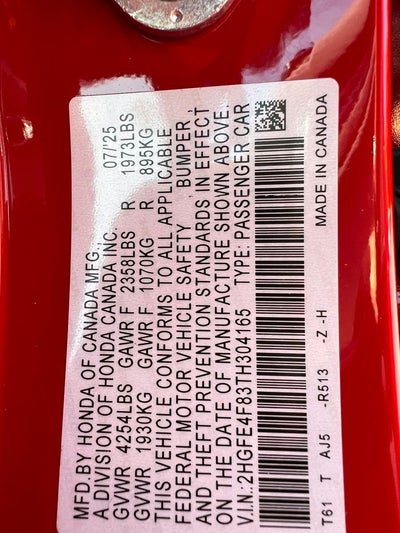 MFD.BY HONDA OF CANADA MFG.,
A DIVISION OF HONDA CANADA INC. 07/'25
GVWR 4254LBS GAWR F 2358LBS R 1973LBS
GVWR 1930KG GAWR F 1070KG R 895KG
THIS VEHICLE CONFORMS TO ALL APPLICABLE
FEDERAL MOTOR VEHICLE SAFETY , BUMPER,
AND THEFT PREVENTION STANDARDS IN EFFECT
ON THE DATE OF MANUFACTURE SHOWN ABOVE.
V.I.N.:2HGFE4F83TH304165 TYPE: PASSENGER CAR
T61 T AJ5 -R513 -Z -H MADE IN CANADA